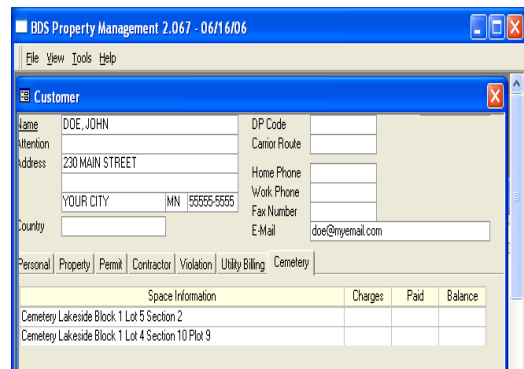 BDS Property Management 2.067 - 06/16/06
File View Tools Help
Customer
Name DOE, JOHN DP Code
Attention Carrior Route
Address 230 MAIN STREET
Home Phone
YOUR CITY MN 55555-5555 Work Phone
Fax Number
Country E-Mail doe@myemail.com
Personal Property Permit Contractor Violation Utility Billing Cemetery
Space Information Charges Paid Balance
Cemetery Lakeside Block 1 Lot 5 Section 2
Cemetery Lakeside Block 1 Lot 4 Section 10 Plot 9